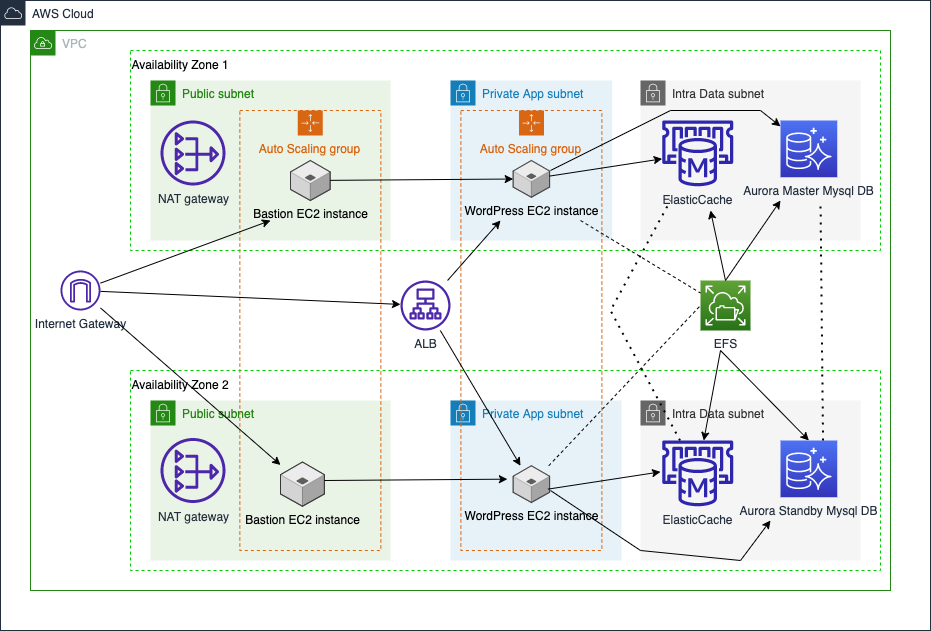 AWS Cloud
VPC
Availability Zone 1
Public subnet
Private App subnet
Intra Data subnet
Auto Scaling group
Auto Scaling group
NAT gateway
Bastion EC2 instance
WordPress EC2 instance
ElasticCache
Aurora Master Mysql DB
M
Internet Gateway
ALB
EFS
Availability Zone 2
Public subnet
Private App subnet
Intra Data subnet
M
NAT gateway
Bastion EC2 instance
WordPress EC2 instance
ElasticCache
Aurora Standby Mysql DB